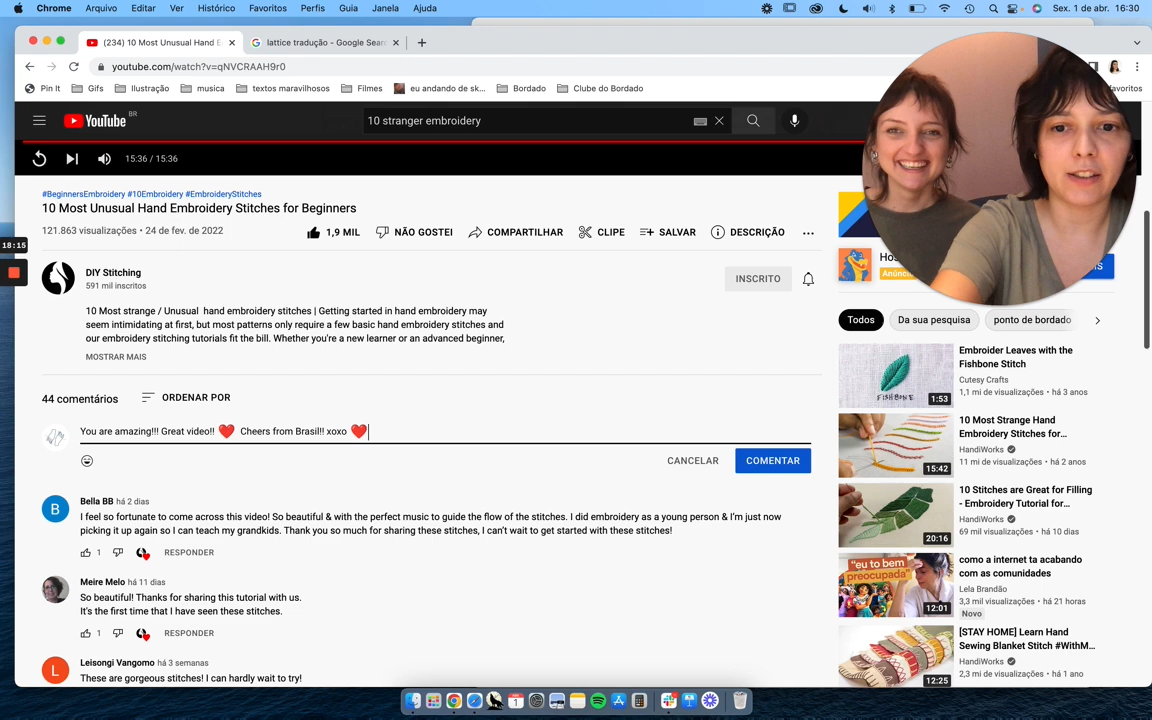 Chrome Arquivo Editar Ver Histórico Favoritos Perfis Guia Janela Ajuda
Sex. 1 de abr. 16:30
(234) 10 Most Unusual Hand E
lattice tradução - Google Sear
youtube.com/watch?v=qNVCRAAH9r0
Pin It Gifs Ilustração musica textos maravilhosos Filmes eu andando de sk... Bordado Clube do Bordado
favoritos
YouTube BR
10 stranger embroidery
15:36 / 15:36
#BeginnersEmbroidery #10Embroidery #EmbroideryStitches
10 Most Unusual Hand Embroidery Stitches for Beginners
121.863 visualizações • 24 de fev. de 2022
1,9 MIL NÃO GOSTEI COMPARTILHAR CLIPE SALVAR DESCRIÇÃO
18:15
DIY Stitching
591 mil inscritos
INSCRITO
10 Most strange / Unusual hand embroidery stitches | Getting started in hand embroidery may
seem intimidating at first, but most patterns only require a few basic hand embroidery stitches and
our embroidery stitching tutorials fit the bill. Whether you're a new learner or an advanced beginner,
MOSTRAR MAIS
44 comentários ORDENAR POR
You are amazing!!! Great video!! ❤️ Cheers from Brasil!! xoxo ❤️
CANCELAR COMENTAR
B
Bella BB há 2 dias
I feel so fortunate to come across this video! So beautiful & with the perfect music to guide the flow of the stitches. I did embroidery as a young person & I'm just now
picking it up again so I can teach my grandkids. Thank you so much for sharing these stitches, I can't wait to get started with these stitches!
1 RESPONDER
Meire Melo há 11 dias
So beautiful! Thanks for sharing this tutorial with us.
It's the first time that I have seen these stitches.
1 RESPONDER
L
Leisongi Vangomo há 3 semanas
These are gorgeous stitches! I can hardly wait to try!
Todos Da sua pesquisa ponto de bordado
FISHBONE
1:53
Embroider Leaves with the
Fishbone Stitch
Cutesy Crafts
1,1 mi de visualizações • há 3 anos
15:42
10 Most Strange Hand
Embroidery Stitches for...
HandiWorks
11 mi de visualizações • há 2 anos
20:16
10 Stitches are Great for Filling
- Embroidery Tutorial for...
HandiWorks
69 mil visualizações • há 10 dias
"eu to bem
preocupada"
12:01
como a internet ta acabando
com as comunidades
Lela Brandão
3,3 mil visualizações • há 21 horas
Novo
12:25
[STAY HOME] Learn Hand
Sewing Blanket Stitch #WithM...
HandiWorks
2,3 mi de visualizações • há 1 ano